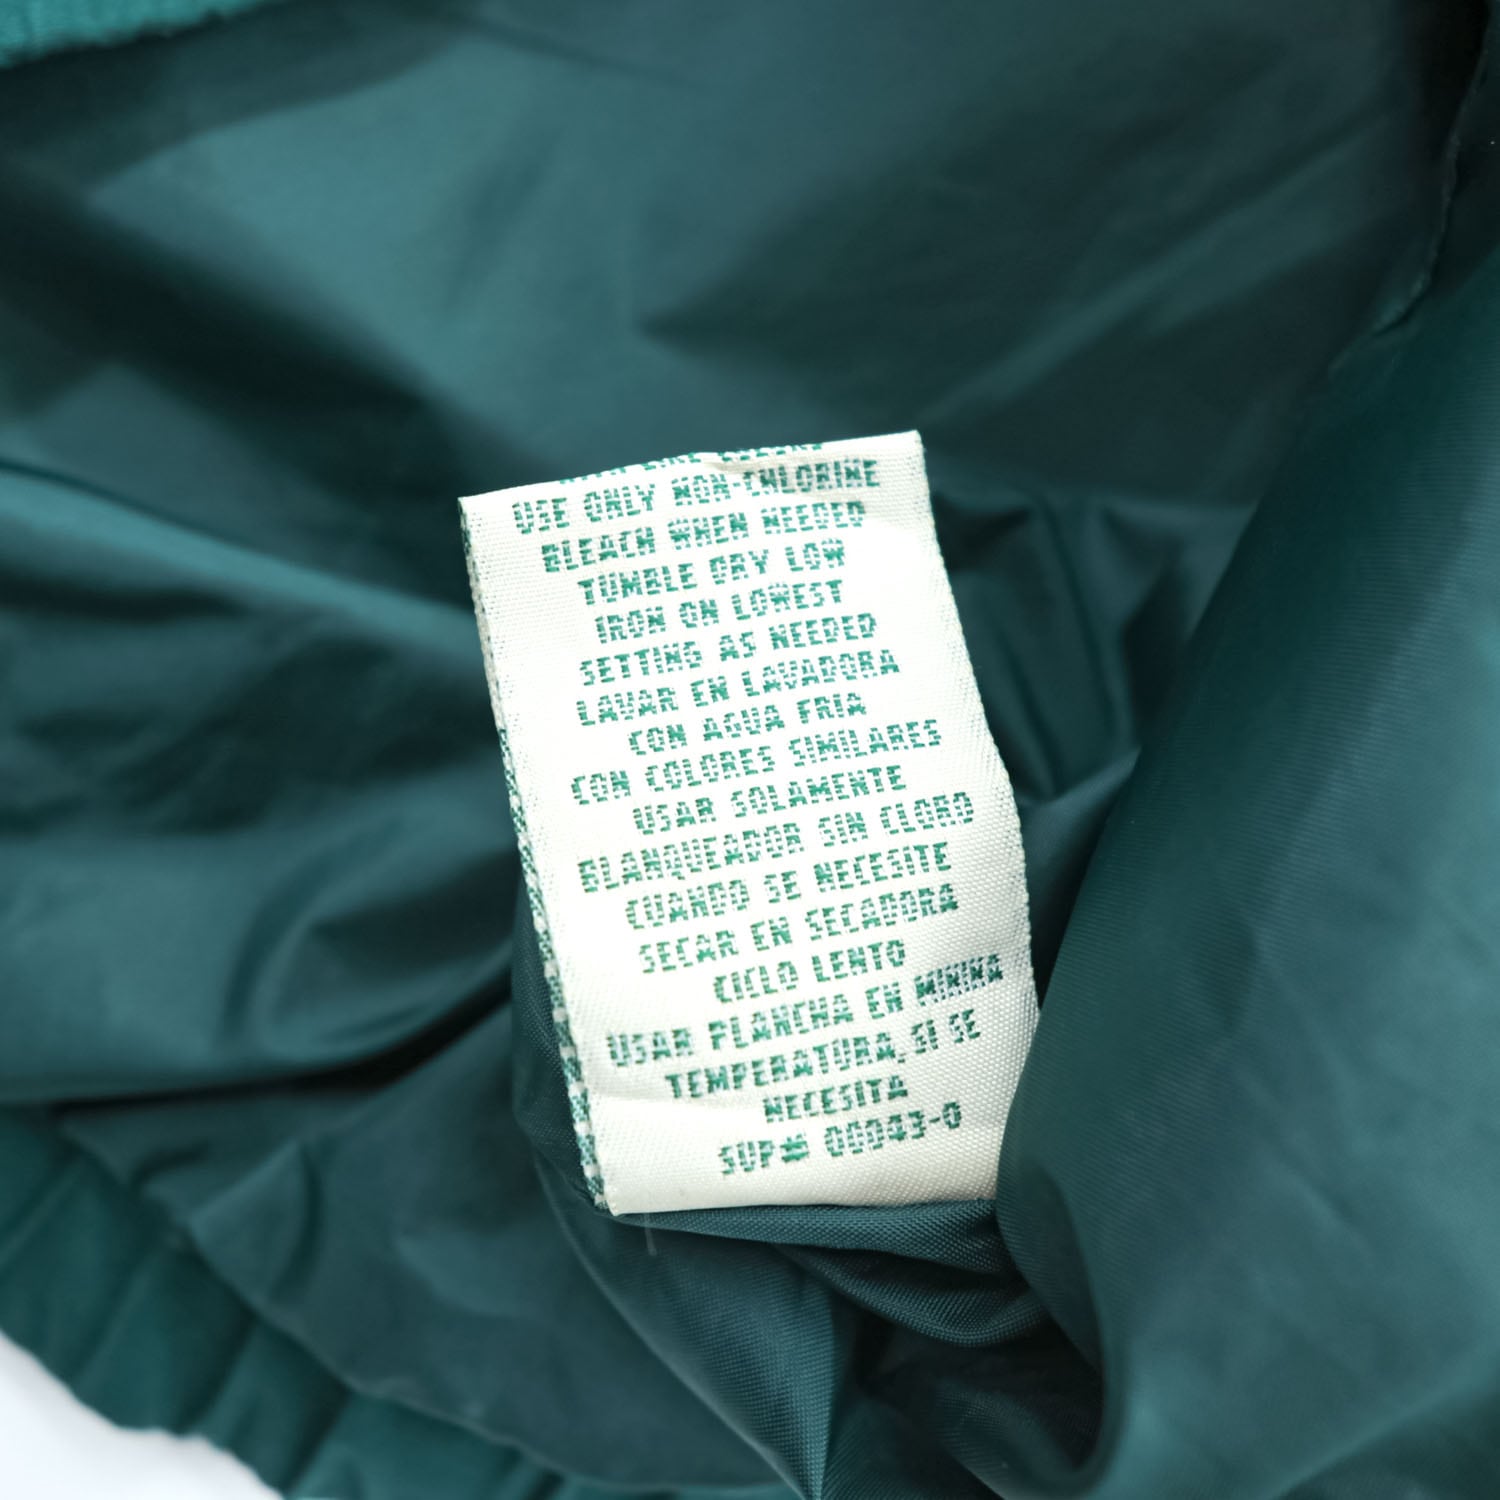 USE ONLY NON-CHLORINE
BLEACH WHEN NEEDED
TUMBLE DRY LOW
IRON ON LOWEST
SETTING AS NEEDED
LAVAR EN LAVADORA
CON AGUA FRIA
CON COLORES SIMILARES
USAR SOLAMENTE
BLANQUEADOR SIN CLORO
CUANDO SE NECESITE
SECAR EN SECADORA
CICLO LENTO
USAR PLANCHA EN MININA
TEMPERATURA, SI SE
NECESITA
SUP# 00043-0